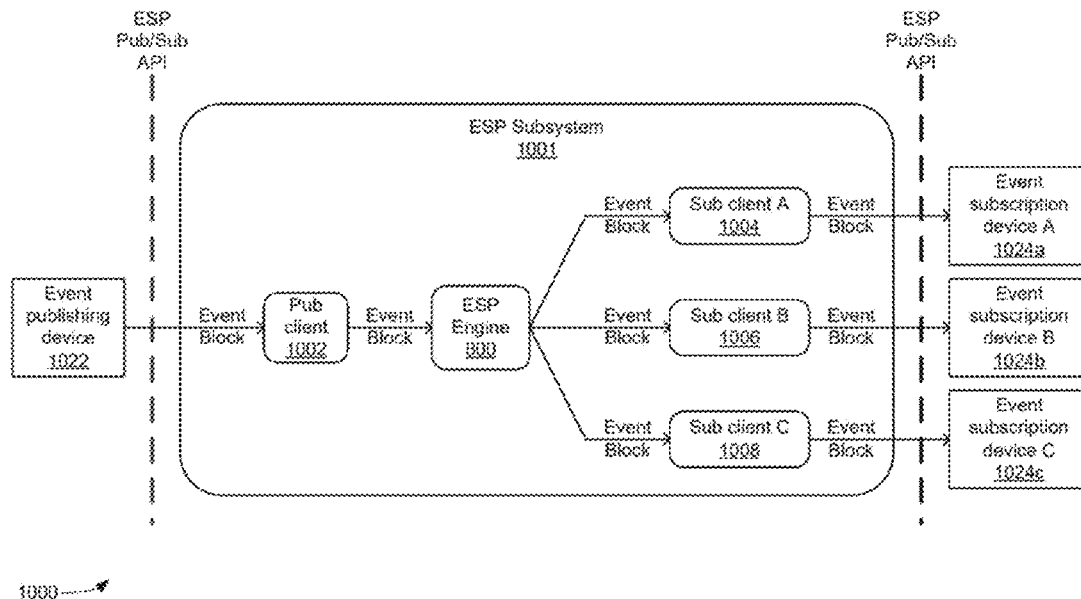 ESP
Pub/Sub
API
ESP
Pub/Sub
API
ESP Subsystem
1001
Event
publishing
device
1022
Event
Block
Pub
client
1002
Event
Block
ESP
Engine
800
Event
Block
Sub client A
1004
Event
Block
Event
subscription
device A
1024a
Event
Block
Sub client B
1006
Event
Block
Event
subscription
device B
1024b
Event
Block
Sub client C
1008
Event
Block
Event
subscription
device C
1024c
1000